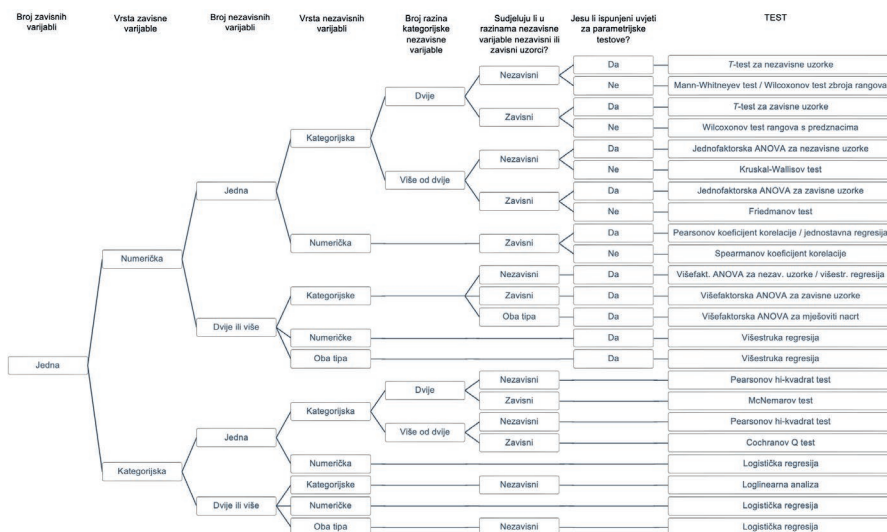 Broj zavisnih
varijabli
Vrsta zavisne
varijable
Broj nezavisnih
varijabli
Vrsta nezavisnih
varijabli
Broj razina
kategorijske
nezavisne
varijable
Sudjeluju li u
razinama nezavisne
varijable nezavisni ili
zavisni uzorci?
Jesu li ispunjeni uvjeti
za parametrijske
testove?
TEST
Jedna
Numerička
Jedna
Kategorijska
Dvije
Nezavisni
Da
T-test za nezavisne uzorke
Ne
Mann-Whitneyev test / Wilcoxonov test zbroja rangova
Zavisni
Da
T-test za zavisne uzorke
Ne
Wilcoxonov test rangova s predznacima
Više od dvije
Nezavisni
Da
Jednofaktorska ANOVA za nezavisne uzorke
Ne
Kruskal-Wallisov test
Zavisni
Da
Jednofaktorska ANOVA za zavisne uzorke
Ne
Friedmanov test
Numerička
Zavisni
Da
Pearsonov koeficijent korelacije / jednostavna regresija
Ne
Spearmanov koeficijent korelacije
Dvije ili više
Kategorijske
Nezavisni
Da
Višefakt. ANOVA za nezav. uzorke / višestr. regresija
Zavisni
Da
Višefaktorska ANOVA za zavisne uzorke
Oba tipa
Da
Višefaktorska ANOVA za mješoviti nacrt
Numeričke
Da
Višestruka regresija
Oba tipa
Da
Višestruka regresija
Kategorijska
Jedna
Kategorijska
Dvije
Nezavisni
Pearsonov hi-kvadrat test
Zavisni
McNemarov test
Više od dvije
Nezavisni
Pearsonov hi-kvadrat test
Zavisni
Cochranov Q test
Numerička
Logistička regresija
Dvije ili više
Kategorijske
Nezavisni
Loglinearna analiza
Numeričke
Logistička regresija
Oba tipa
Nezavisni
Logistička regresija